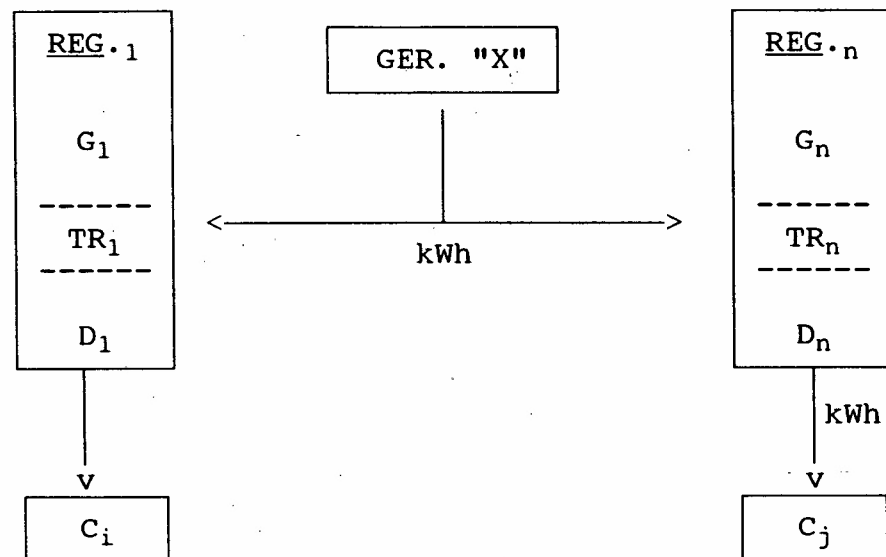 REG.1
GER. "X"
REG.n
G1
Gn
TR1
kWh
TRn
D1
Dn
kWh
Ci
Cj